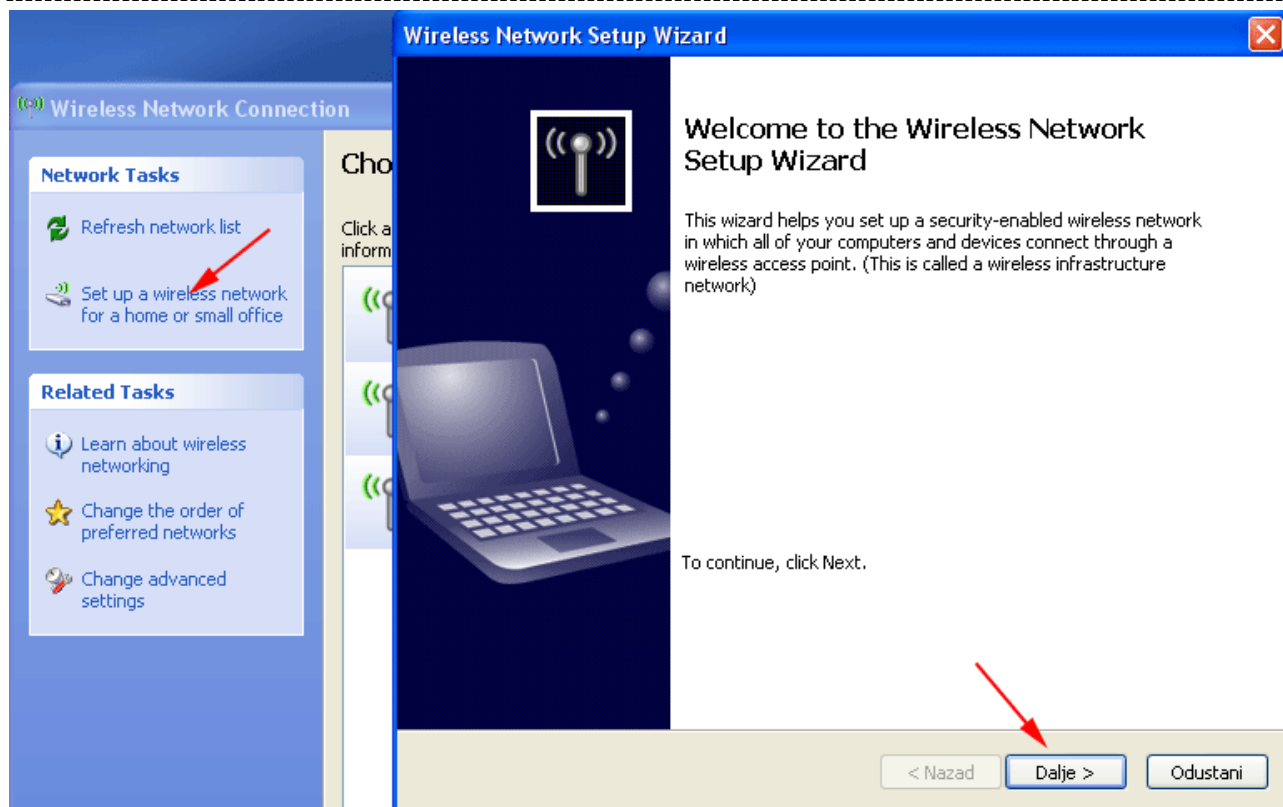 Wireless Network Connection
Network Tasks
Refresh network list
Set up a wireless network
for a home or small office
Related Tasks
Learn about wireless
networking
Change the order of
preferred networks
Change advanced
settings
Cho
Click a
inform
Wireless Network Setup Wizard
Welcome to the Wireless Network
Setup Wizard
This wizard helps you set up a security-enabled wireless network
in which all of your computers and devices connect through a
wireless access point. (This is called a wireless infrastructure
network)
To continue, click Next.
< Nazad
Dalje >
Odustani